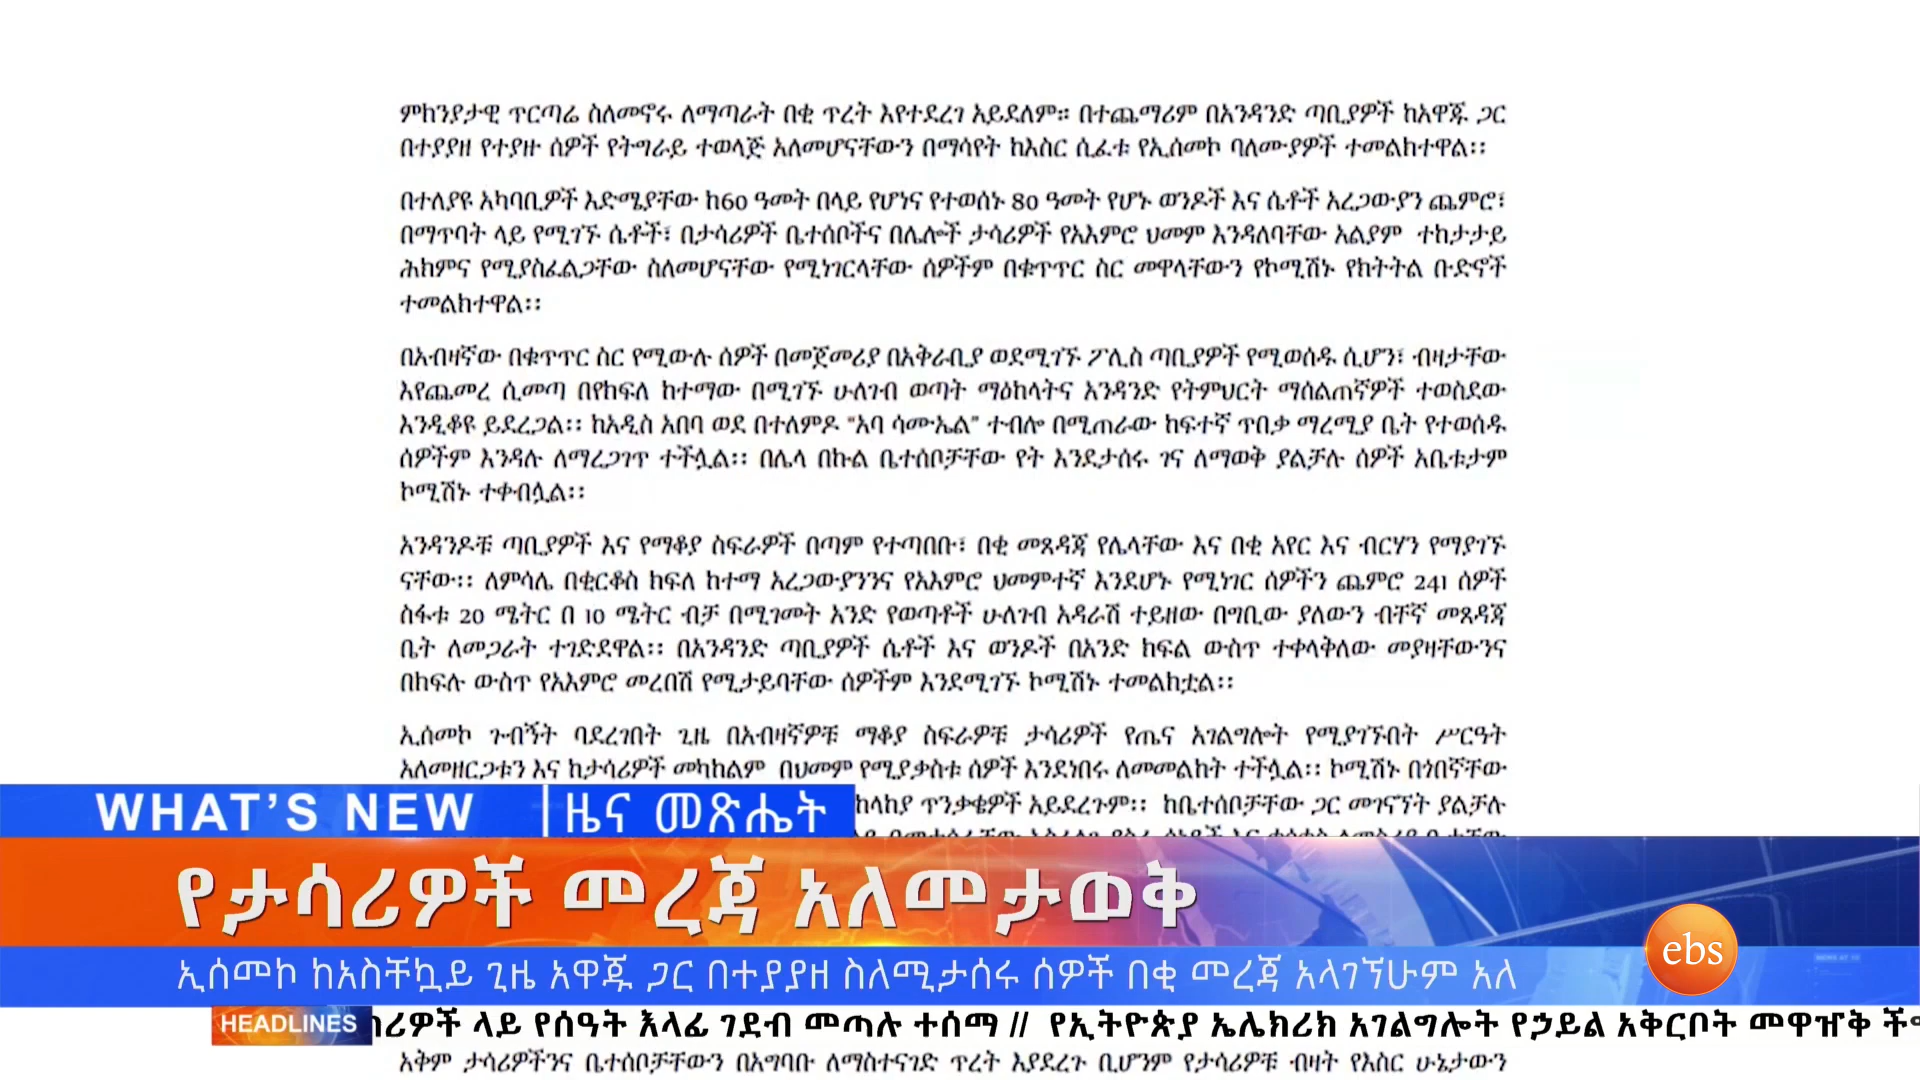 ምክንያታዊ ጥርጣሬ ስለመኖሩ ለማጣራት በቂ ጥረት እየተደረገ አይደለም። በተጨማሪም በአንዳንድ ጣቢያዎች ከአዋጁ ጋር
በተያያዘ የተያዙ ሰዎች የትግራይ ተወላጅ አለመሆናቸውን በማሳየት ከእስር ሲፈቱ የኢሰመኮ ባለሙያዎች ተመልክተዋል፡፡
በተለያዩ አካባቢዎች እድሜያቸው ከ60 ዓመት በላይ የሆነና የተወሰኑ 80 ዓመት የሆኑ ወንዶች እና ሴቶች አረጋውያን ጨምሮ፣
በማጥባት ላይ የሚገኙ ሴቶች፣ በታሳሪዎች ቤተሰቦችና በሌሎች ታሳሪዎች የአእምሮ ህመም እንዳለባቸው አልያም ተከታታይ
ሕክምና የሚያስፈልጋቸው ስለመሆናቸው የሚነገርላቸው ሰዎችም በቁጥጥር ስር መዋላቸውን የኮሚሽኑ የክትትል ቡድኖች
ተመልክተዋል፡፡
በአብዛኛው በቁጥጥር ስር የሚውሉ ሰዎች በመጀመሪያ በአቅራቢያ ወደሚገኙ ፖሊስ ጣቢያዎች የሚወሰዱ ሲሆን፣ ብዛታቸው
እየጨመረ ሲመጣ በየክፍለ ከተማው በሚገኙ ሁለገብ ወጣት ማዕከላትና አንዳንድ የትምህርት ማሰልጠኛዎች ተወስደው
እንዲቆዩ ይደረጋል፡፡ ከአዲስ አበባ ወደ በተለምዶ "አባ ሳሙኤል" ተብሎ በሚጠራው ከፍተኛ ጥበቃ ማረሚያ ቤት የተወሰዱ
ሰዎችም እንዳሉ ለማረጋገጥ ተችሏል፡፡ በሌላ በኩል ቤተሰቦቻቸው የት እንደታሰሩ ገና ለማወቅ ያልቻሉ ሰዎች አቤቱታም
ኮሚሽኑ ተቀብሏል፡፡
አንዳንዶቹ ጣቢያዎች እና የማቆያ ስፍራዎች በጣም የተጣበቡ፣ በቂ መጸዳጃ የሌላቸው እና በቂ አየር እና ብርሃን የማያገኙ
ናቸው፡፡ ለምሳሌ በቂርቆስ ክፍለ ከተማ አረጋውያንንና የአእምሮ ህመምተኛ እንደሆኑ የሚነገር ሰዎችን ጨምሮ 241 ሰዎች
ስፋቱ 20 ሜትር በ 10 ሜትር ብቻ በሚገመት አንድ የወጣቶች ሁለገብ አዳራሽ ተይዘው በግቢው ያለውን ብቸኛ መጸዳጃ
ቤት ለመጋራት ተገድደዋል፡፡ በአንዳንድ ጣቢያዎች ሴቶች እና ወንዶች በአንድ ክፍል ውስጥ ተቀላቅለው መያዛቸውንና
በክፍሉ ውስጥ የአእምሮ መረበሽ የሚታይባቸው ሰዎችም እንደሚገኙ ኮሚሽኑ ተመልክቷል፡፡
ኢሰመኮ ጉብኝት ባደረገበት ጊዜ በአብዛኛዎቹ ማቆያ ስፍራዎቹ ታሳሪዎች የጤና አገልግሎት የሚያገኙበት ሥርዓት
አለመዘርጋቱን እና ከታሳሪዎች መካከልም በህመም የሚያቃስቱ ሰዎች እንደነበሩ ለመመልከት ተችሏል፡፡ ኮሚሽኑ በጎበኛቸው
ከላከያ ጥንቃቄዎች አይደረጉም፡፡ ከቤተሰቦቻቸው ጋር መገናኘት ያልቻሉ
WHAT'S NEW |ዜና መጽሔት
የታሳሪዎች መረጃ አለመታወቅ
ebs
ኢሰመኮ ከአስቸኳይ ጊዜ አዋጁ ጋር በተያያዘ ስለሚታሰሩ ሰዎች በቂ መረጃ አላገኘሁም አለ
HEADLINES ካሪዎች ላይ የሰዓት እላፊ ገደብ መጣሉ ተሰማ // የኢትዮጵያ ኤሌክትሪክ አገልግሎት የኃይል አቅርቦት መዋዠቅ
አቅም ታሳሪዎችንና ቤተሰቦቻቸውን በአግባቡ ለማስተናገድ ጥረት እያደረጉ ቢሆንም የታሳሪዎቹ ብዛት የእስር ሁኔታውን